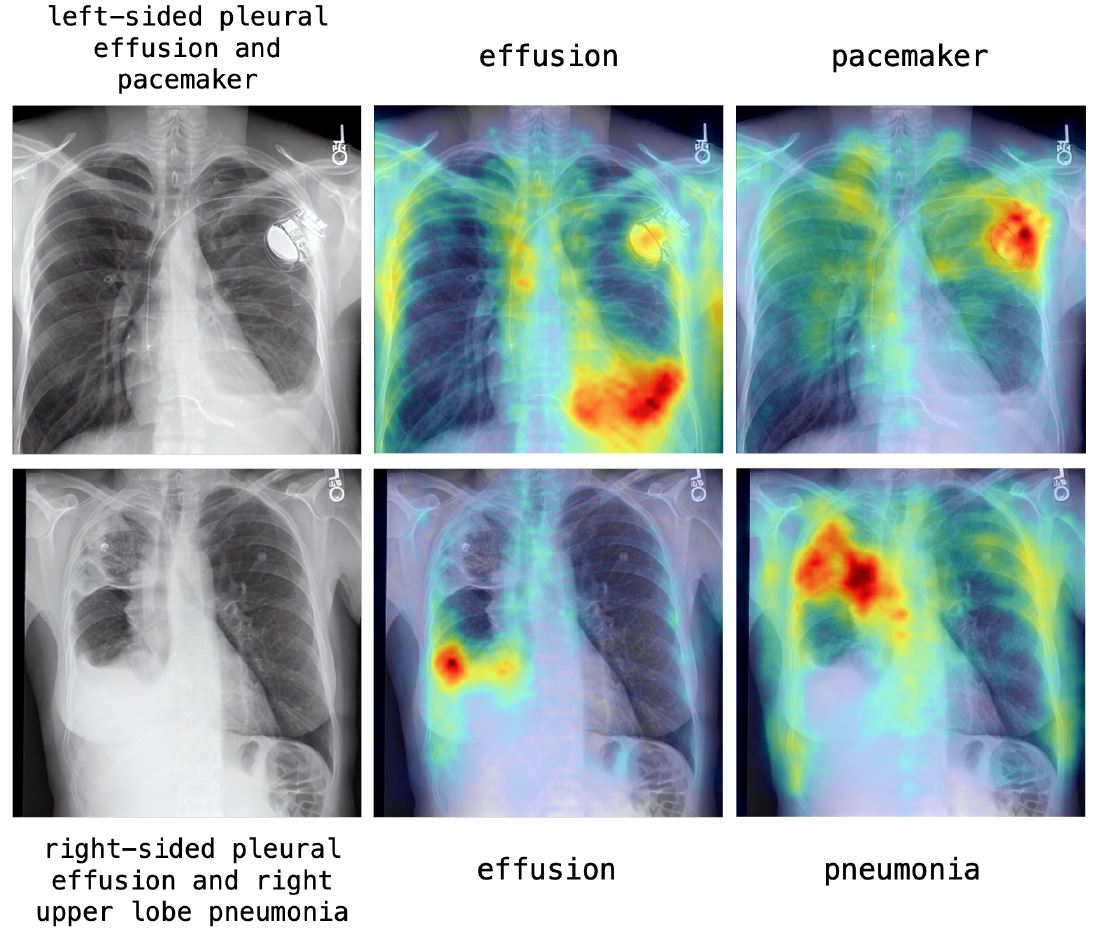 left-sided pleural
effusion and
pacemaker
effusion
pacemaker
right-sided pleural
effusion and right
upper lobe pneumonia
effusion
pneumonia